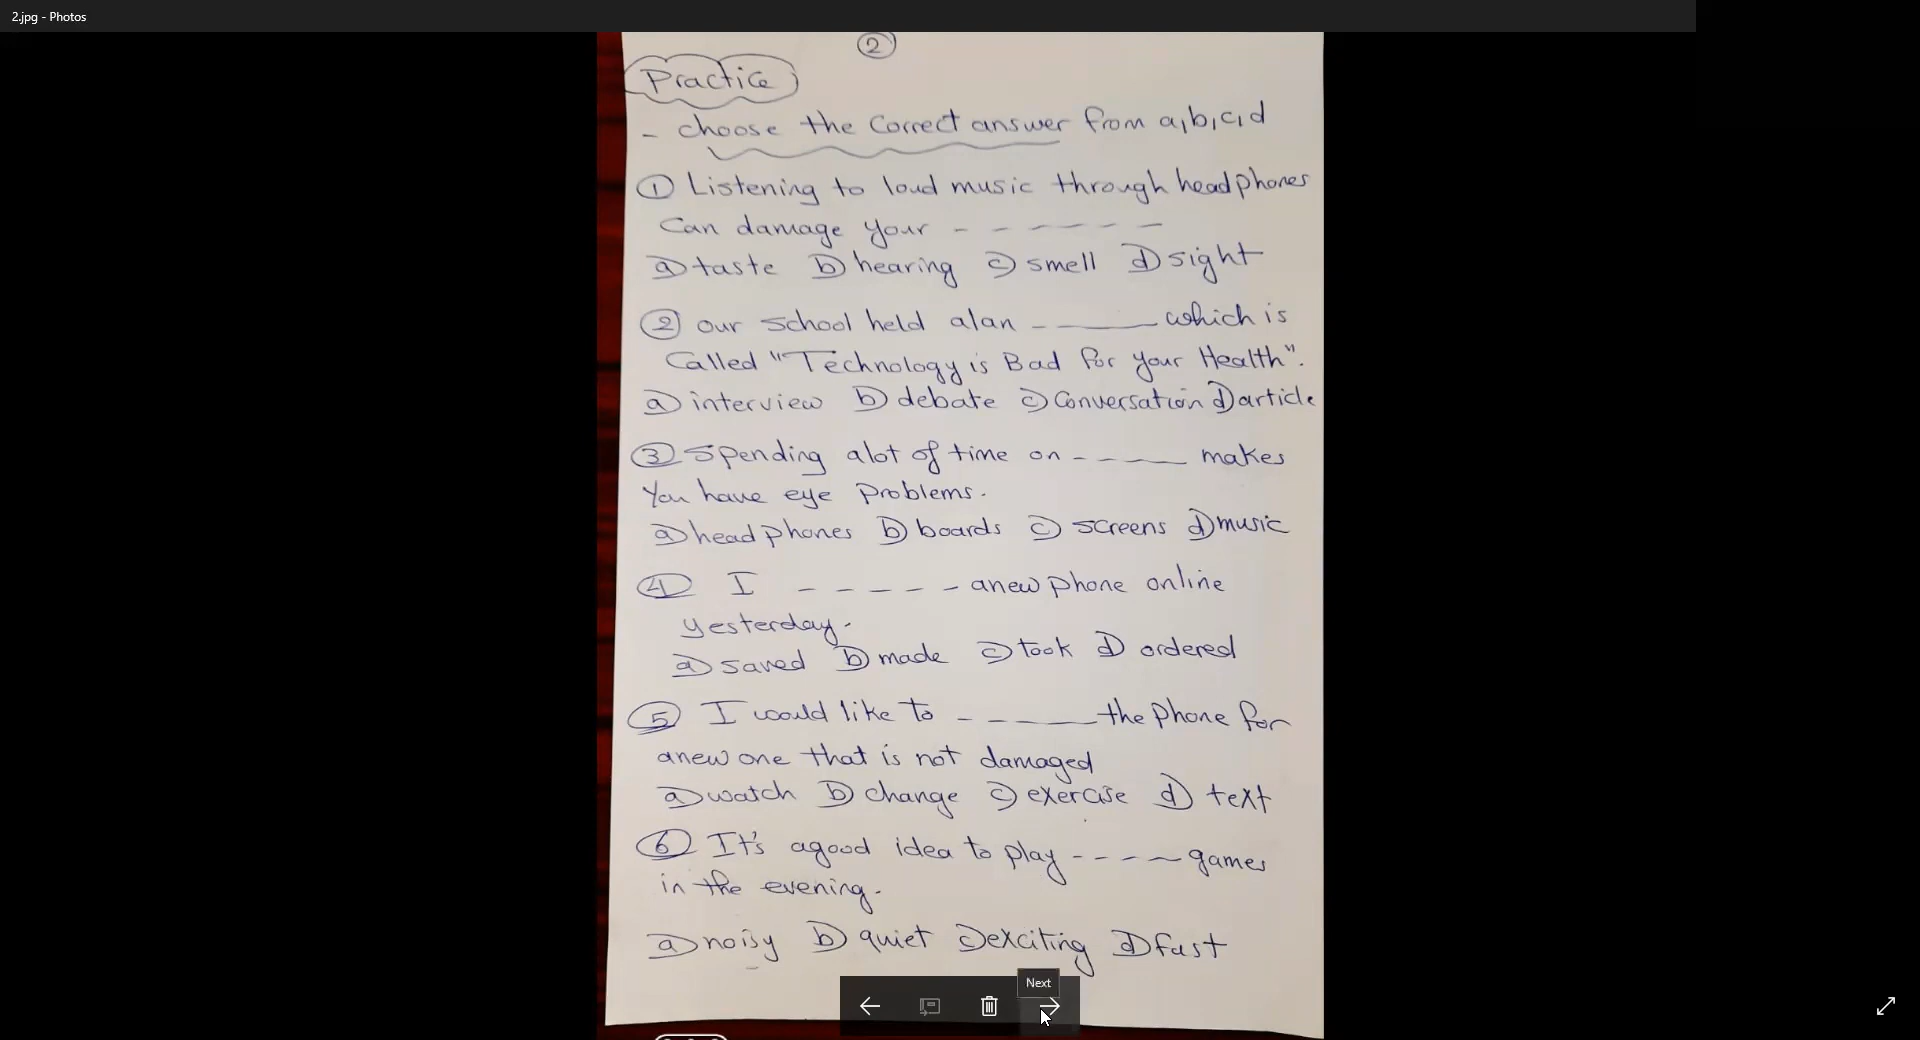 2.jpg - Photos
2
Practice
- choose the correct answer from a,b,c,d
1 Listening to loud music through headphones
Can damage your - - - - - - -
a taste b hearing c smell d sight
2 our school held alan - ——— which is
Called "Technology is Bad for your Health".
a interview b debate c conversation d article
3 Spending alot of time on - - - —— makes
You have eye problems.
a headphones b boards c screens d music
4 I - - - - - anew phone online
yesterday.
a saved b made c took d ordered
5 I would like to - - ——— the phone for
anew one that is not damaged
a watch b change c exercise d text
6 It's agood idea to play - - - — games
in the evening.
a noisy b quiet c exciting d fast
Next